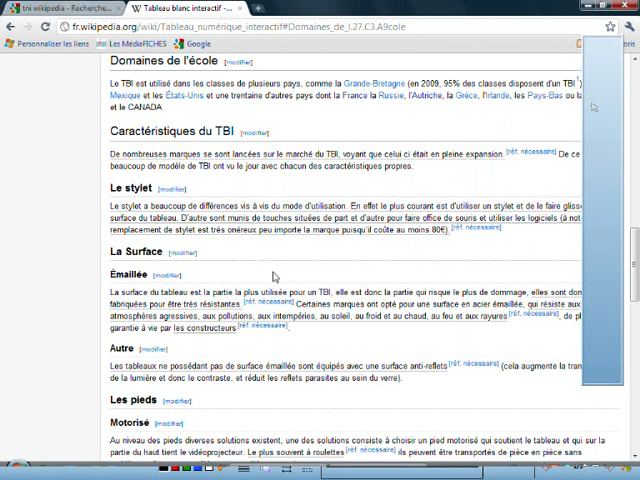 tni wikipedia - Recherche...
Tableau blanc interactif -...
fr.wikipedia.org/wiki/Tableau_numérique_interactif#Domaines_de_l.27.C3.A9cole
Personnaliser les liens
Les MédiaFICHES
Google
Domaines de l'école [modifier]
Le TBI est utilisé dans les classes de plusieurs pays, comme la Grande-Bretagne (en 2009, 95% des classes disposent d'un TBI 1)
Mexique et les États-Unis et une trentaine d'autres pays dont la France la Russie, l'Autriche, la Grèce, l'Irlande, les Pays-Bas ou la
et le CANADA
Caractéristiques du TBI [modifier]
De nombreuses marques se sont lancées sur le marché du TBI, voyant que celui ci était en pleine expansion [réf. nécessaire]. De ce
beaucoup de modèle de TBI ont vu le jour avec chacun des caractéristiques propres.
Le stylet [modifier]
Le stylet a beaucoup de différences vis à vis du mode d'utilisation. En effet le plus courant est d'utiliser un stylet et de le faire glisse
surface du tableau. D'autre sont munis de touches situées de part et d'autre pour faire office de souris et utiliser les logiciels (à not
remplacement de stylet est très onéreux peu importe la marque puisqu'il coûte au moins 80€) [réf. nécessaire].
La Surface [modifier]
Émaillée [modifier]
La surface du tableau est la partie la plus utilisée pour un TBI, elle est donc la partie qui risque le plus de dommage, elles sont don
fabriquées pour être très résistantes. [réf. nécessaire] Certaines marques ont opté pour une surface en acier émaillée, qui résiste aux
atmosphères agressives, aux pollutions, aux intempéries, au soleil, au froid et au chaud, au feu et aux rayures [réf. nécessaire], de pl
garantie à vie par les constructeurs [réf. nécessaire].
Autre [modifier]
Les tableaux ne possédant pas de surface émaillée sont équipés avec une surface anti-reflets [réf. nécessaire] (cela augmente la tran
de la lumière et donc le contraste, et réduit les reflets parasites au sein du verre).
Les pieds [modifier]
Motorisé [modifier]
Au niveau des pieds diverses solutions existent, une des solutions consiste à choisir un pied motorisé qui soutient le tableau et qui sur
partie du haut tient le vidéoprojecteur. Le plus souvent à roulettes [réf. nécessaire] ils peuvent être transportés de pièce en pièce sans